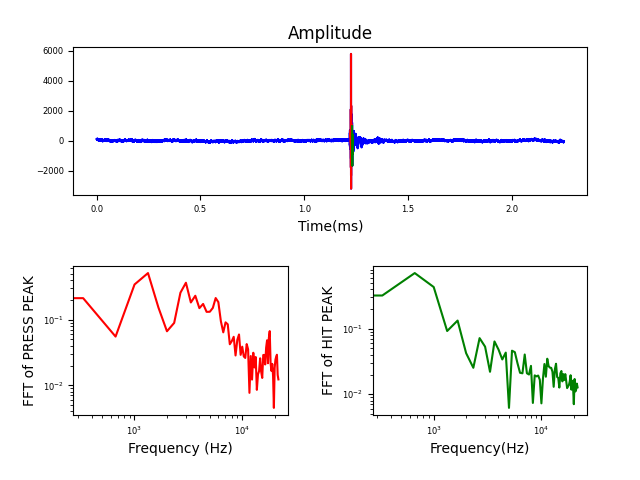 Amplitude
6000
4000
2000
0
−2000
0.0 0.5 1.0 1.5 2.0
Time(ms)
FFT of PRESS PEAK
10⁻¹
10⁻²
10³ 10⁴
Frequency (Hz)
FFT of HIT PEAK
10⁻¹
10⁻²
10³ 10⁴
Frequency(Hz)